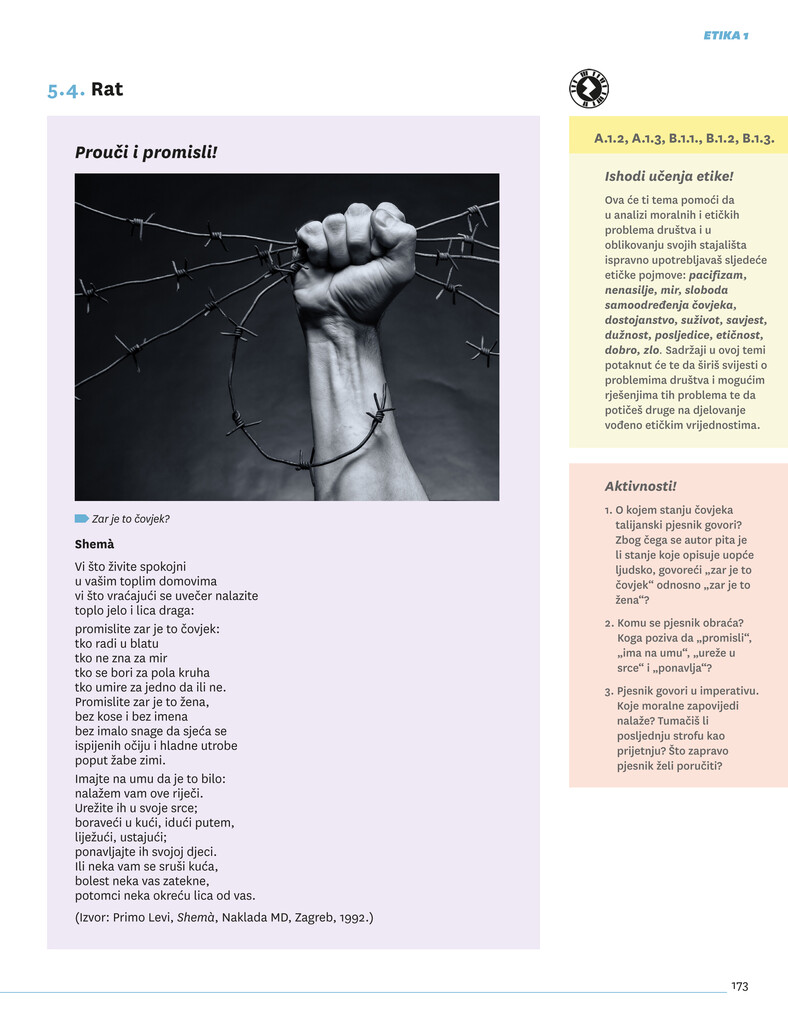 ETIKA 1
5.4. Rat
Prouči i promisli!
Zar je to čovjek?
Shemà
Vi što živite spokojni
u vašim toplim domovima
vi što vraćajući se uvečer nalazite
toplo jelo i lica draga:
promislite zar je to čovjek:
tko radi u blatu
tko ne zna za mir
tko se bori za pola kruha
tko umire za jedno da ili ne.
Promislite zar je to žena,
bez kose i bez imena
bez imalo snage da sjeća se
ispijenih očiju i hladne utrobe
poput žabe zimi.
Imajte na umu da je to bilo:
nalažem vam ove riječi.
Urežite ih u svoje srce;
boraveći u kući, idući putem,
liježući, ustajući;
ponavljajte ih svojoj djeci.
Ili neka vam se sruši kuća,
bolest neka vas zatekne,
potomci neka okreću lica od vas.
(Izvor: Primo Levi, Shemà, Naklada MD, Zagreb, 1992.)
A.1.2, A.1.3, B.1.1., B.1.2, B.1.3.
Ishodi učenja etike!
Ova će ti tema pomoći da
u analizi moralnih i etičkih
problema društva i u
oblikovanju svojih stajališta
ispravno upotrebljavaš sljedeće
etičke pojmove: pacifizam,
nenasilje, mir, sloboda
samoodređenja čovjeka,
dostojanstvo, suživot, savjest,
dužnost, posljedice, etičnost,
dobro, zlo. Sadržaji u ovoj temi
potaknut će te da širiš svijesti o
problemima društva i mogućim
rješenjima tih problema te da
potičeš druge na djelovanje
vođeno etičkim vrijednostima.
Aktivnosti!
1. O kojem stanju čovjeka
talijanski pjesnik govori?
Zbog čega se autor pita je
li stanje koje opisuje uopće
ljudsko, govoreći „zar je to
čovjek“ odnosno „zar je to
žena“?
2. Komu se pjesnik obraća?
Koga poziva da „promisli“,
„ima na umu“, „ureže u
srce“ i „ponavlja“?
3. Pjesnik govori u imperativu.
Koje moralne zapovijedi
nalaže? Tumačiš li
posljednju strofu kao
prijetnju? Što zapravo
pjesnik želi poručiti?
173